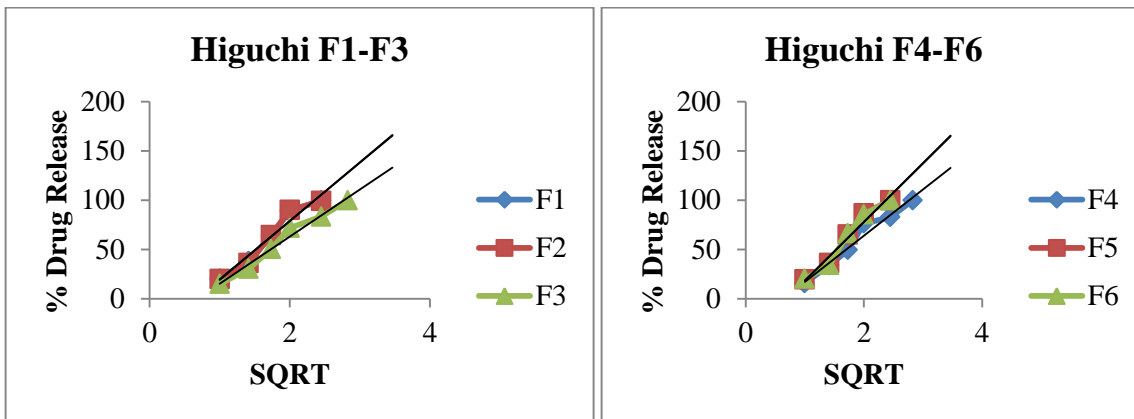 Higuchi F1-F3
% Drug Release
200
150
100
50
0
0 2 4
SQRT
F1
F2
F3
Higuchi F4-F6
% Drug Release
200
150
100
50
0
0 2 4
SQRT
F4
F5
F6